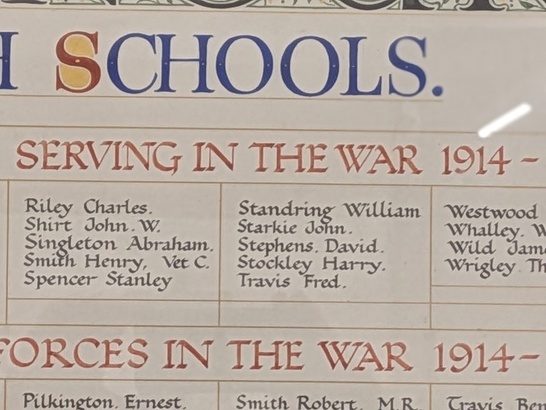 SCHOOLS.
SERVING IN THE WAR 1914 –
Riley Charles.
Shirt John. W.
Singleton Abraham.
Smith Henry, Vet C.
Spencer Stanley
Standring William
Starkie John.
Stephens. David.
Stockley Harry.
Travis Fred.
Westwood
Whalley. W
Wild
Wrigley.
FORCES IN THE WAR 1914 –
Pilkington. Ernest.
Smith Robert. M.R.
Travis